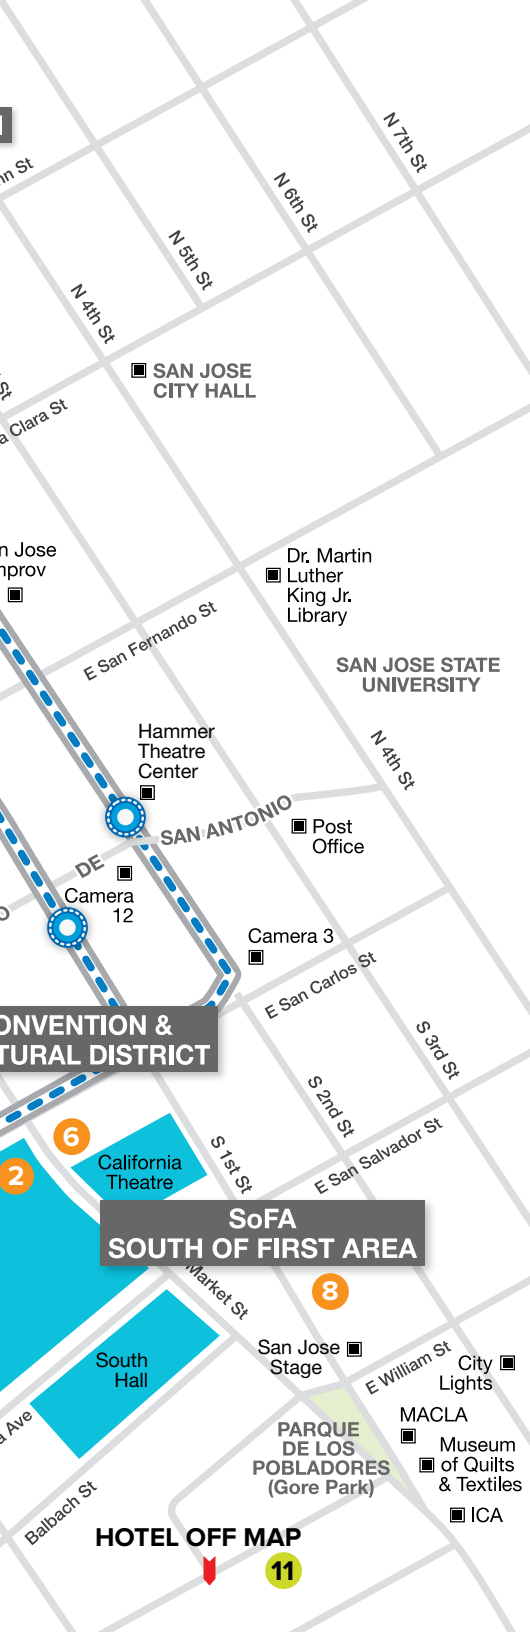 N 7th St
N 6th St
N 5th St
N 4th St
SAN JOSE
CITY HALL
a Clara St
n Jose
mprov
Dr. Martin
Luther
King Jr.
Library
E San Fernando St
SAN JOSE STATE
UNIVERSITY
Hammer
Theatre
Center
N 4th St
DE
SAN ANTONIO
Post
Office
Camera
12
Camera 3
E San Carlos St
ONVENTION &
TURAL DISTRICT
S 3rd St
S 2nd St
6
2
California
Theatre
S 1st St
E San Salvador St
SoFA
SOUTH OF FIRST AREA
Market St
8
San Jose
Stage
E William St
City
Lights
South
Hall
MACLA
PARQUE
DE LOS
POBLADORES
(Gore Park)
Museum
of Quilts
& Textiles
a Ave
Balbach St
ICA
HOTEL OFF MAP
11